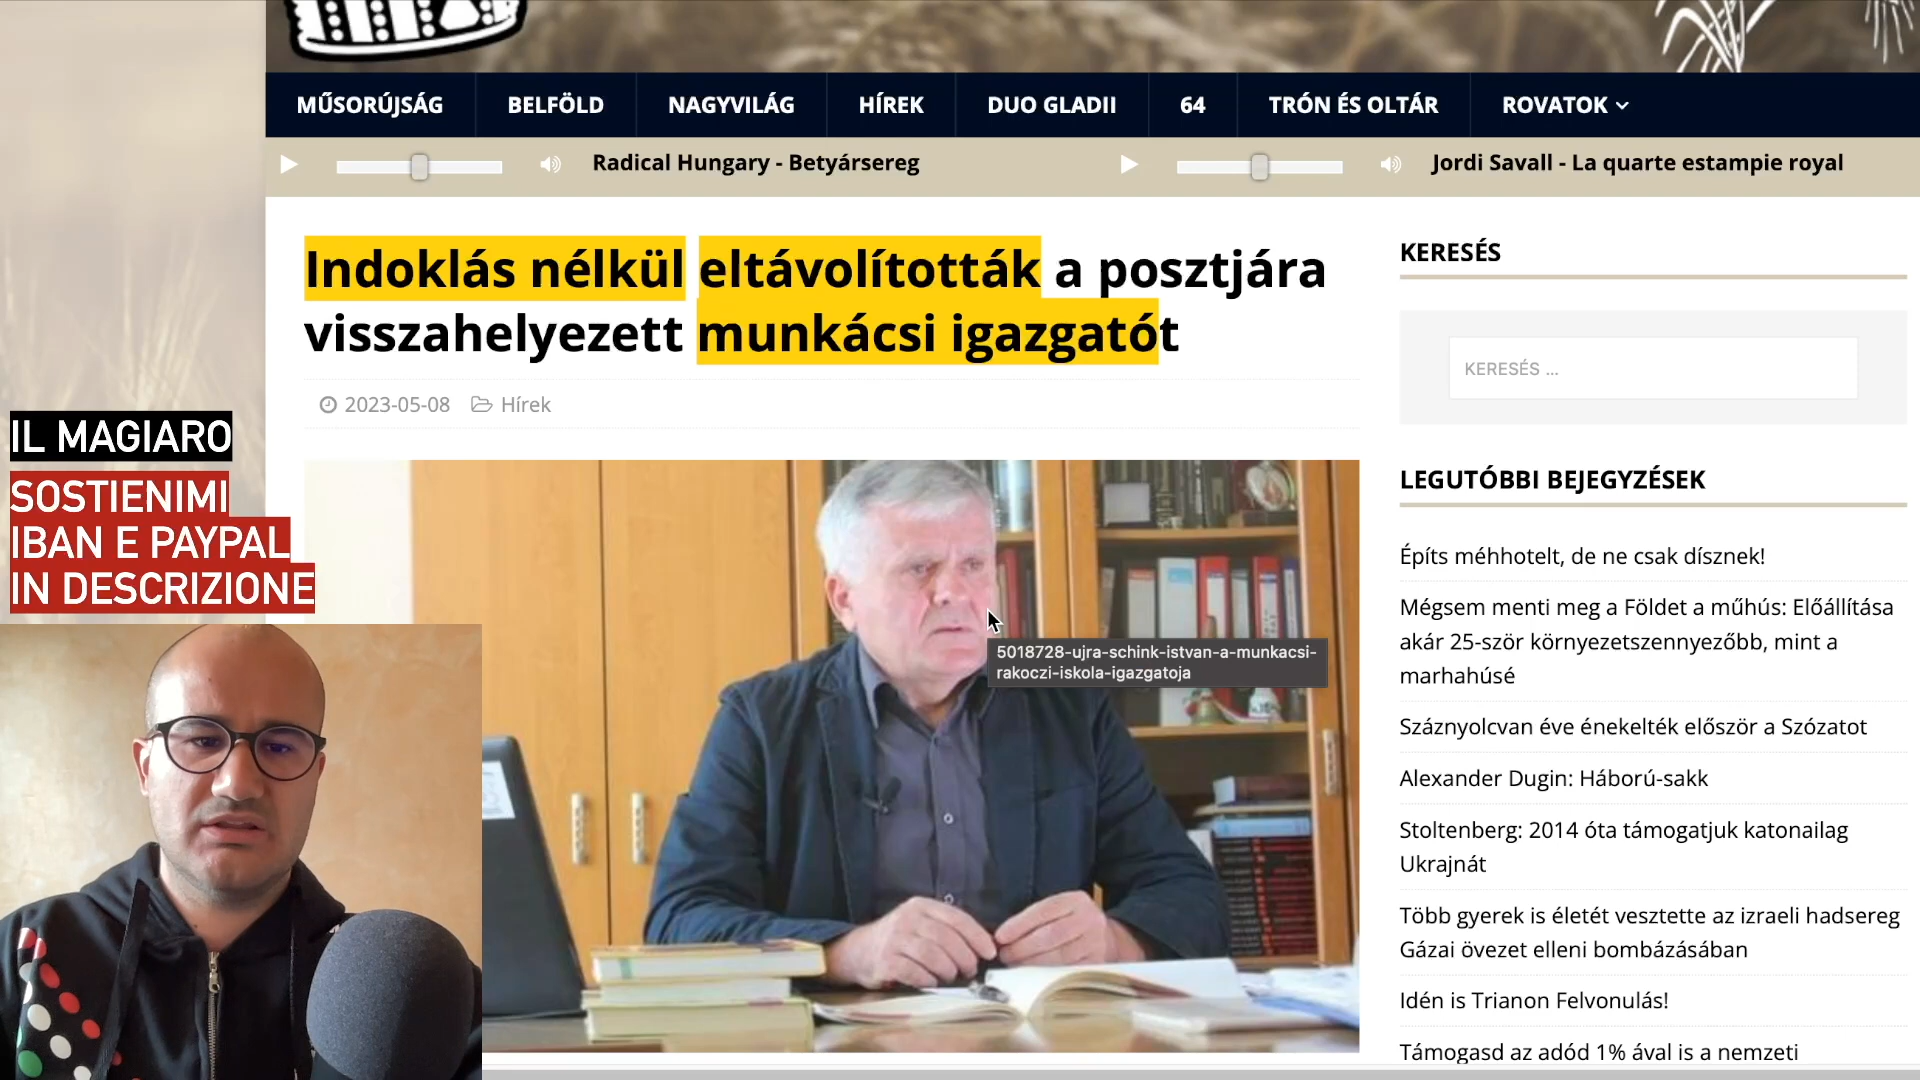 MŰSORÚJSÁG
BELFÖLD
NAGYVILÁG
HÍREK
DUO GLADII
64
TRÓN ÉS OLTÁR
ROVATOK
Radical Hungary - Betyársereg
Jordi Savall - La quarte estampie royal
Indoklás nélkül eltávolították a posztjára
visszahelyezett munkácsi igazgatót
2023-05-08
Hírek
5018728-ujra-schink-istvan-a-munkacsi-
rakoczi-iskola-igazgatoja
IL MAGIARO
SOSTIENIMI
IBAN E PAYPAL
IN DESCRIZIONE
KERESÉS
KERESÉS ...
LEGUTÓBBI BEJEGYZÉSEK
Építs méhhotelt, de ne csak dísznek!
Mégsem menti meg a Földet a műhús: Előállítása
akár 25-ször környezetszennyezőbb, mint a
marhahúsé
Száznyolcvan éve énekelték először a Szózatot
Alexander Dugin: Háború-sakk
Stoltenberg: 2014 óta támogatjuk katonailag
Ukrajnát
Több gyerek is életét vesztette az izraeli hadsereg
Gázai övezet elleni bombázásában
Idén is Trianon Felvonulás!
Támogasd az adód 1% ával is a nemzeti